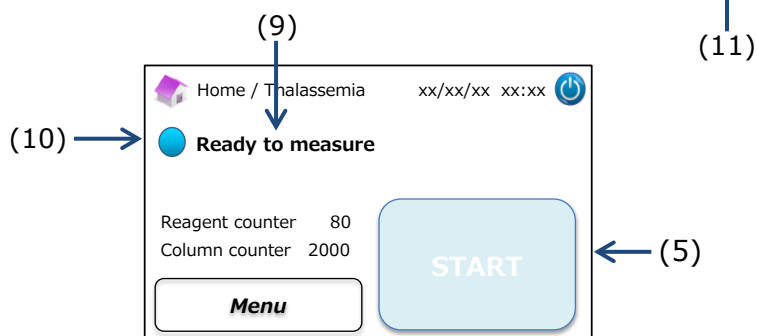 (9)
(11)
Home / Thalassemia xx/xx/xx xx:xx
(10)
Ready to measure
Reagent counter 80
Column counter 2000
START
(5)
Menu